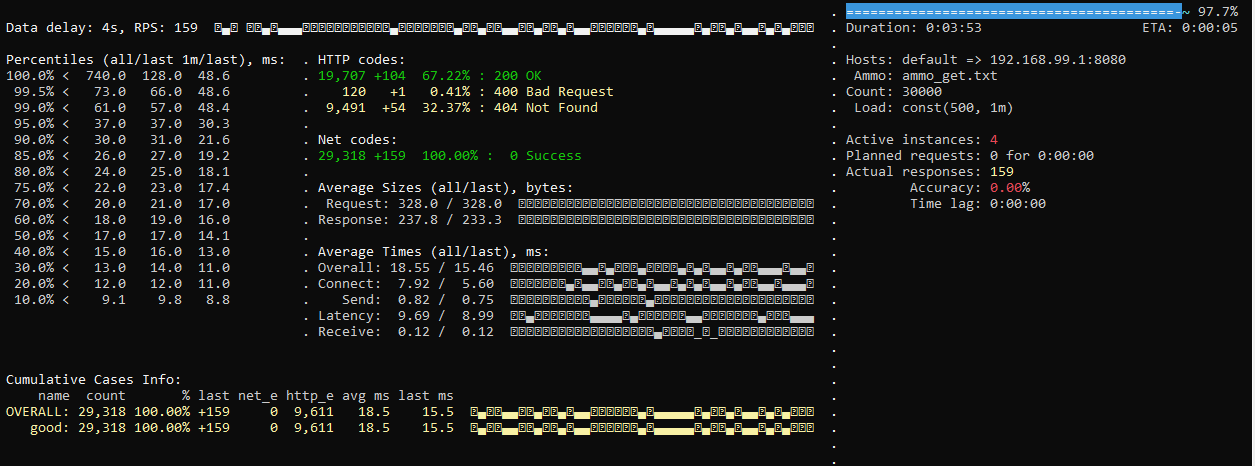 Data delay: 4s, RPS: 159
Percentiles (all/last 1m/last), ms:
100.0% < 740.0 128.0 48.6
99.5% < 73.0 66.0 48.6
99.0% < 61.0 57.0 48.4
95.0% < 37.0 37.0 30.3
90.0% < 30.0 31.0 21.6
85.0% < 26.0 27.0 19.2
80.0% < 24.0 25.0 18.1
75.0% < 22.0 23.0 17.4
70.0% < 20.0 21.0 17.0
60.0% < 18.0 19.0 16.0
50.0% < 17.0 17.0 14.1
40.0% < 15.0 16.0 13.0
30.0% < 13.0 14.0 11.0
20.0% < 12.0 12.0 11.0
10.0% < 9.1 9.8 8.8
. HTTP codes:
. 19,707 +104 67.22% : 200 OK
. 120 +1 0.41% : 400 Bad Request
. 9,491 +54 32.37% : 404 Not Found
.
. Net codes:
. 29,318 +159 100.00% : 0 Success
.
. Average Sizes (all/last), bytes:
. Request: 328.0 / 328.0
. Response: 237.8 / 233.3
.
. Average Times (all/last), ms:
. Overall: 18.55 / 15.46
. Connect: 7.92 / 5.60
. Send: 0.82 / 0.75
. Latency: 9.69 / 8.99
. Receive: 0.12 / 0.12
Cumulative Cases Info:
name count % last net_e http_e avg ms last ms
OVERALL: 29,318 100.00% +159 0 9,611 18.5 15.5
good: 29,318 100.00% +159 0 9,611 18.5 15.5
. ==========================================-~ 97.7%
. Duration: 0:03:53 ETA: 0:00:05
.
. Hosts: default => 192.168.99.1:8080
. Ammo: ammo_get.txt
. Count: 30000
. Load: const(500, 1m)
.
. Active instances: 4
. Planned requests: 0 for 0:00:00
. Actual responses: 159
. Accuracy: 0.00%
. Time lag: 0:00:00